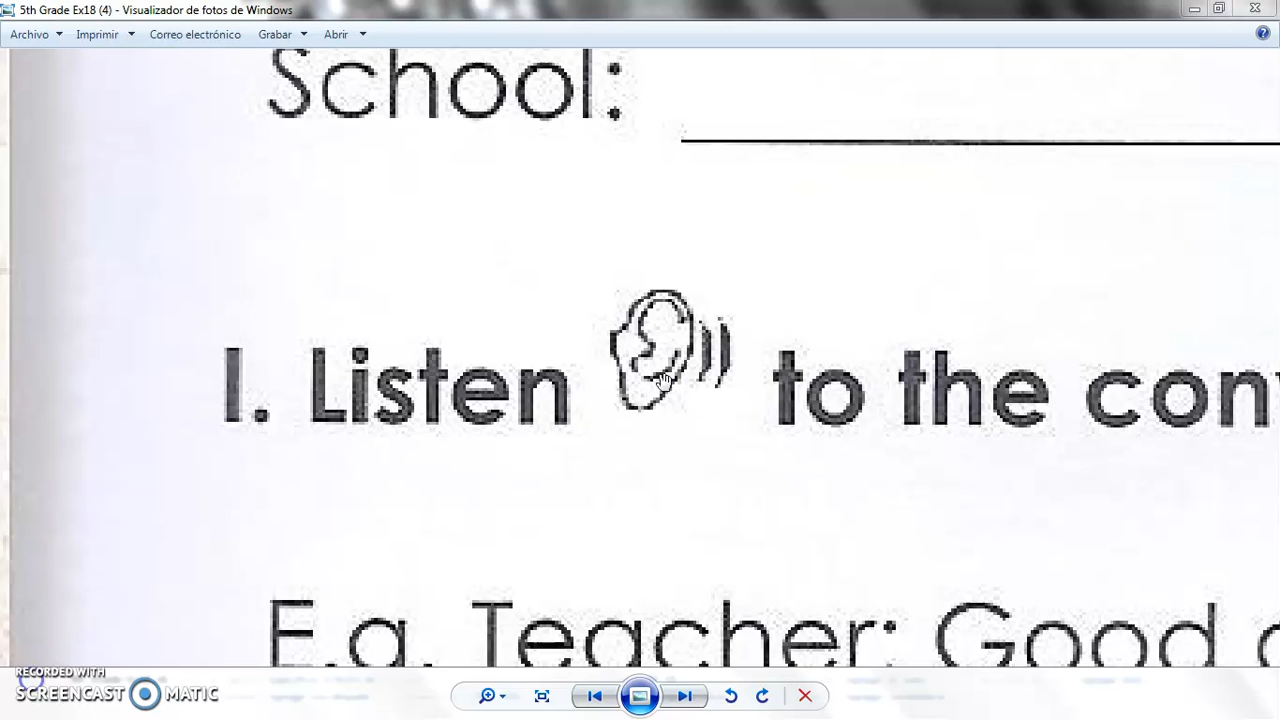 5th Grade Ex18 (4) - Visualizador de fotos de Windows
Archivo Imprimir Correo electrónico Grabar Abrir
School:
I. Listen to the con
E.g. Teacher: Good
RECORDED WITH
SCREENCAST MATIC